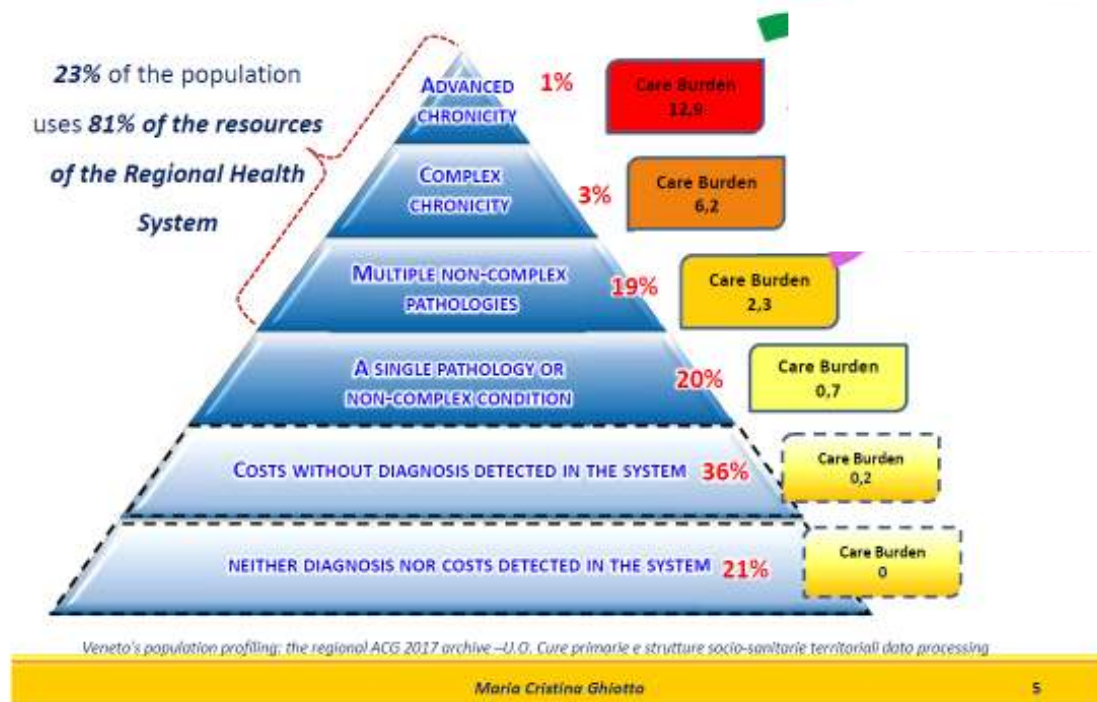 23% of the population
uses 81% of the resources
of the Regional Health
System
ADVANCED
CHRONICITY
1%
Care Burden
12,9
COMPLEX
CHRONICITY
3%
Care Burden
6,2
MULTIPLE NON-COMPLEX
PATHOLOGIES
19%
Care Burden
2,3
A SINGLE PATHOLOGY OR
NON-COMPLEX CONDITION
20%
Care Burden
0,7
COSTS WITHOUT DIAGNOSIS DETECTED IN THE SYSTEM 36%
Care Burden
0,2
NEITHER DIAGNOSIS NOR COSTS DETECTED IN THE SYSTEM 21%
Care Burden
0
Veneto's population profiling: the regional ACG 2017 archive –U.O. Cure primarie e strutture socio-sanitarie territoriali data processing
Maria Cristina Ghiotto
5